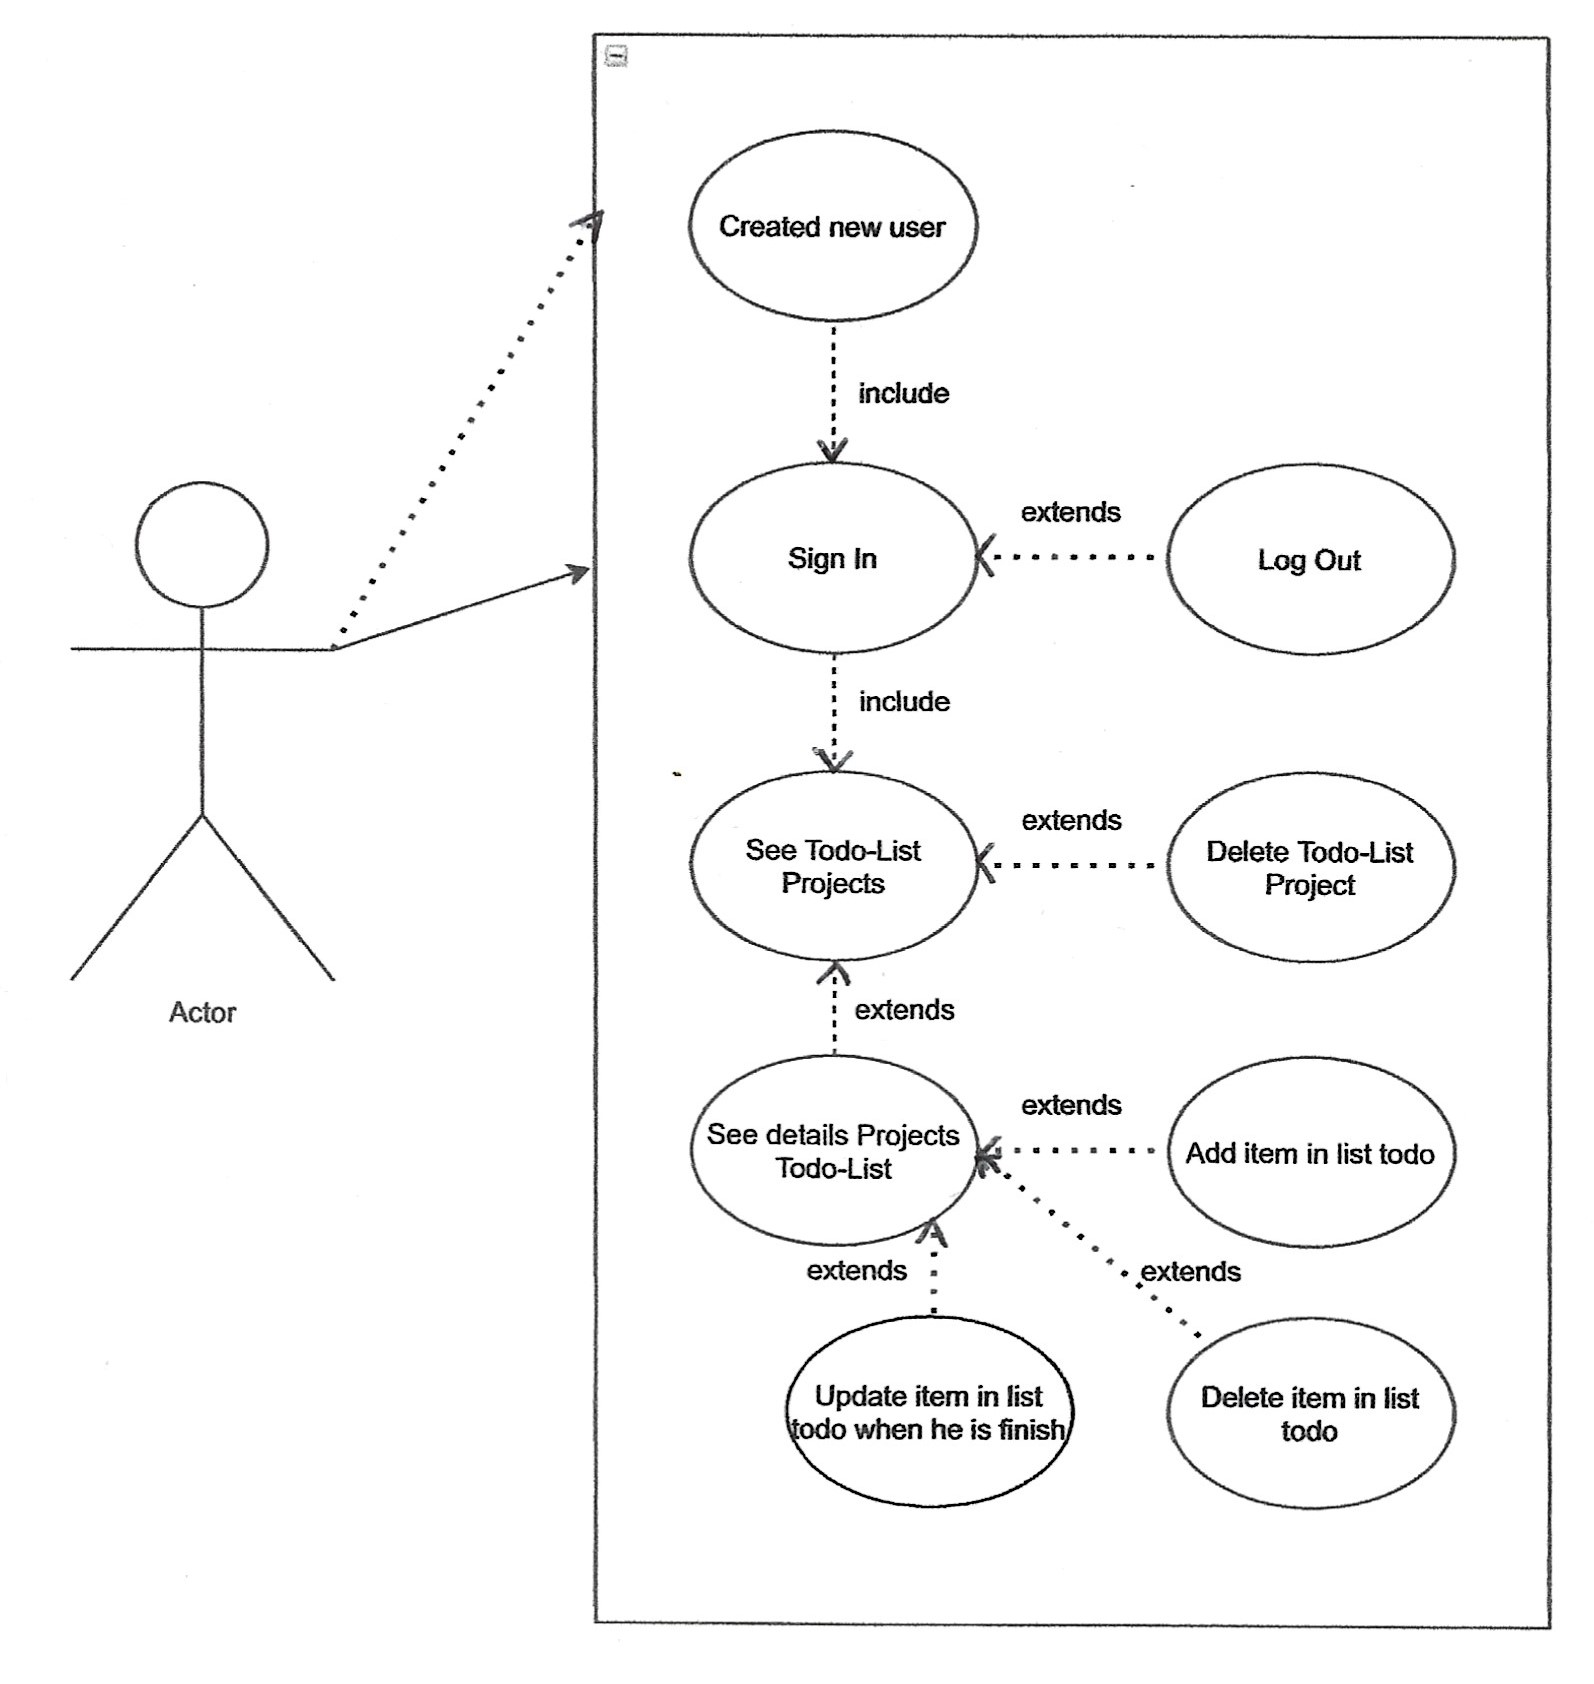 Created new user
include
extends
Sign In
Log Out
include
extends
See Todo-List
Projects
Delete Todo-List
Project
Actor
extends
extends
See details Projects
Todo-List
Add item in list todo
extends
extends
Update item in list
todo when he is finish
Delete item in list
todo